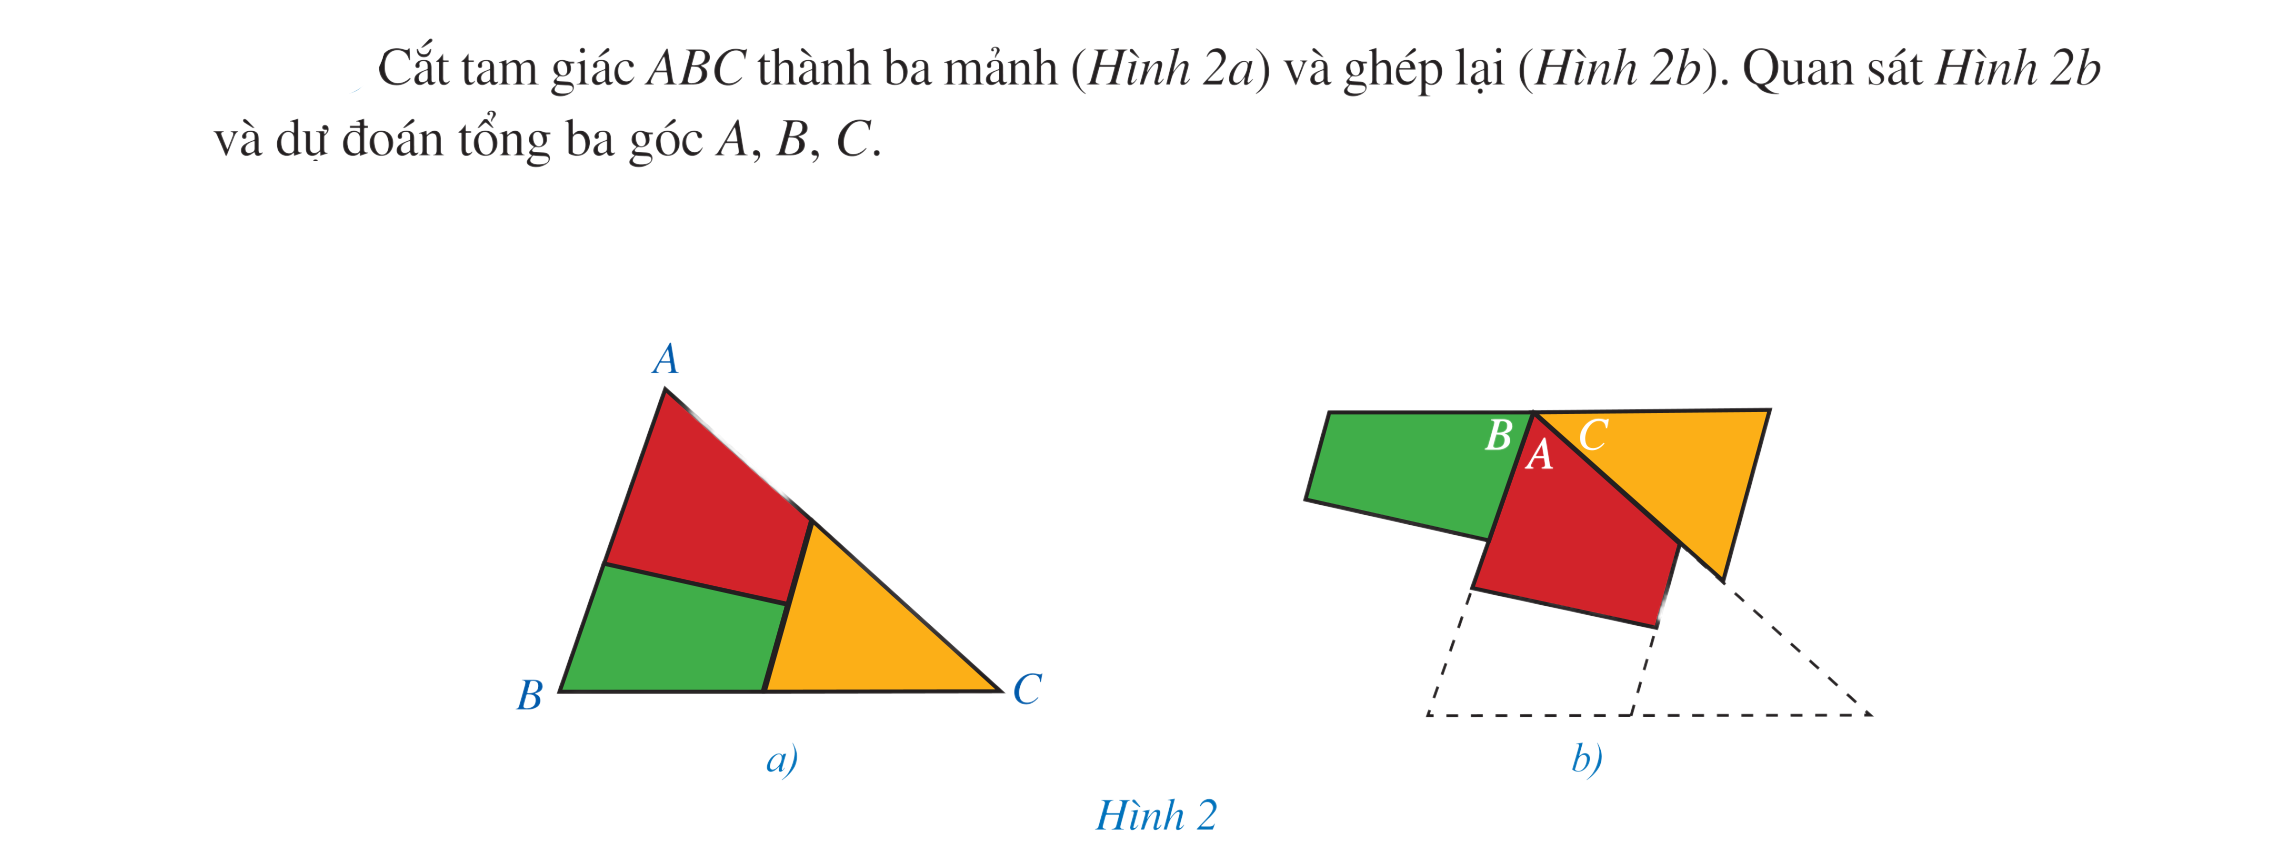 Cắt tam giác ABC thành ba mảnh (Hình 2a) và ghép lại (Hình 2b). Quan sát Hình 2b
và dự đoán tổng ba góc A, B, C.
A
B
C
a)
B
A
C
b)
Hình 2